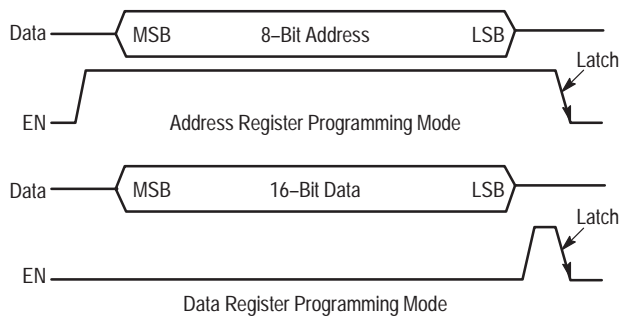 Data MSB 8–Bit Address LSB
Latch
EN Address Register Programming Mode
Data MSB 16–Bit Data LSB
Latch
EN
Data Register Programming Mode